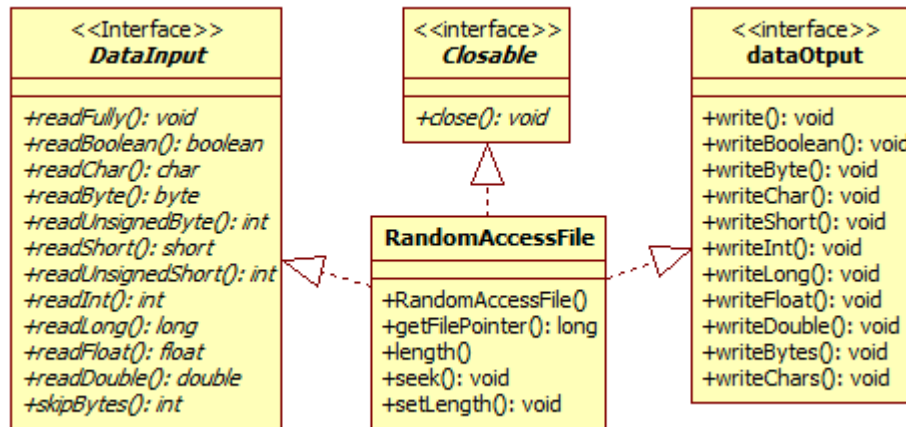 <<Interface>>
DataInput
+readFully(): void
+readBoolean(): boolean
+readChar(): char
+readByte(): byte
+readUnsignedByte(): int
+readShort(): short
+readUnsignedShort(): int
+readInt(): int
+readLong(): long
+readFloat(): float
+readDouble(): double
+skipBytes(): int
<<interface>>
Closable
+close(): void
RandomAccessFile
+RandomAccessFile()
+getFilePointer(): long
+length()
+seek(): void
+setLength(): void
<<interface>>
dataOtput
+write(): void
+writeBoolean(): void
+writeByte(): void
+writeChar(): void
+writeShort(): void
+writeInt(): void
+writeLong(): void
+writeFloat(): void
+writeDouble(): void
+writeBytes(): void
+writeChars(): void